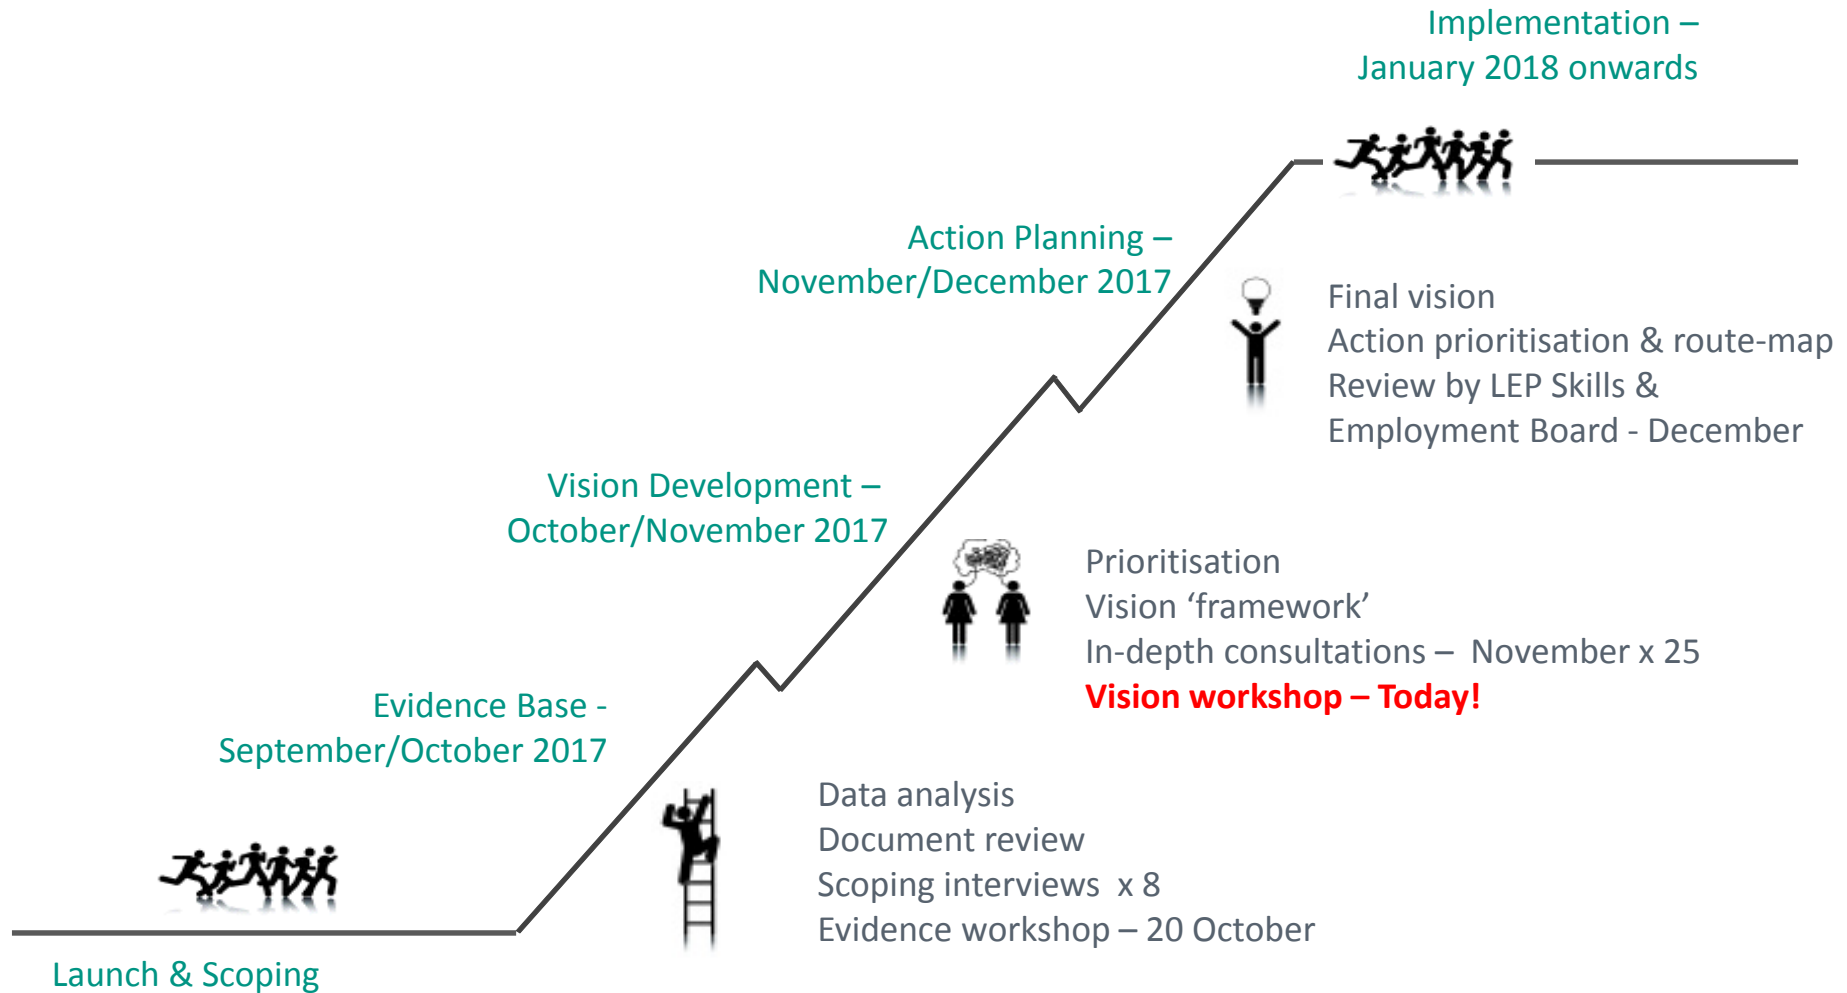 Implementation –
January 2018 onwards
Action Planning –
November/December 2017
Final vision
Action prioritisation & route-map
Review by LEP Skills &
Employment Board - December
Vision Development –
October/November 2017
Prioritisation
Vision ‘framework’
In-depth consultations – November x 25
Vision workshop – Today!
Evidence Base -
September/October 2017
Data analysis
Document review
Scoping interviews x 8
Evidence workshop – 20 October
Launch & Scoping